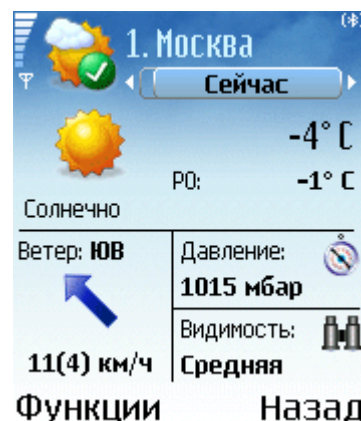 1. Москва
Сейчас
-4° C
РО: -1° C
Солнечно
Ветер: ЮВ
11(4) км/ч
Давление:
1015 мбар
Видимость:
Средняя
Функции Назад